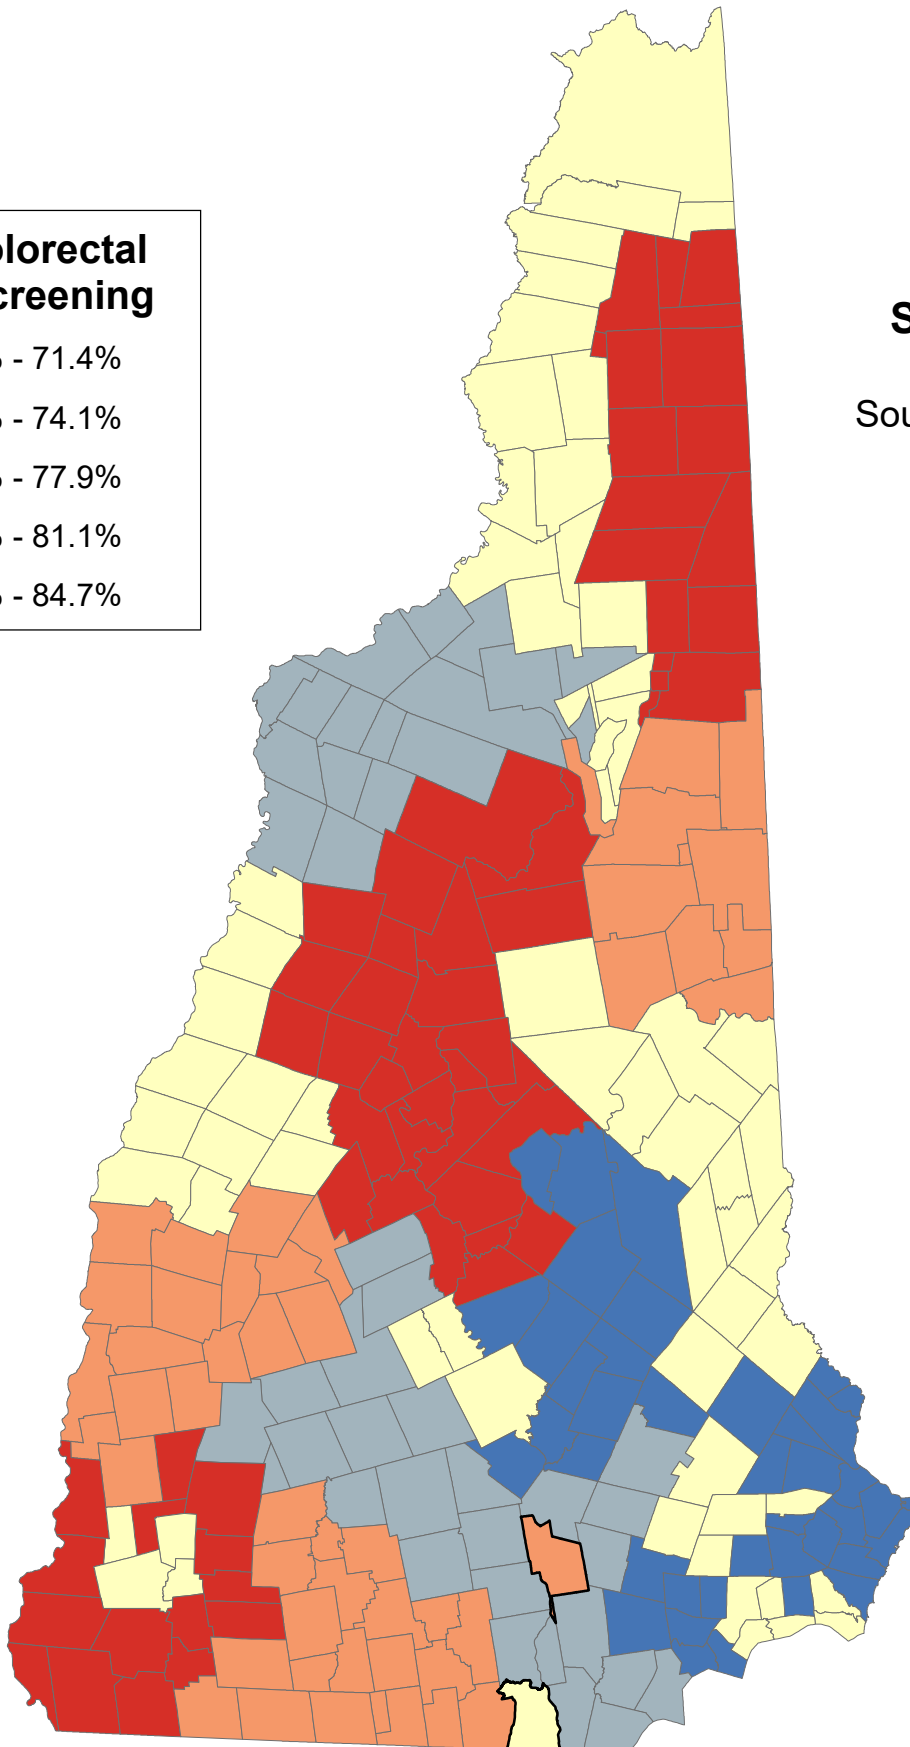 olorectal
creening
% - 71.4%
% - 74.1%
% - 77.9%
% - 81.1%
% - 84.7%
S
Sou